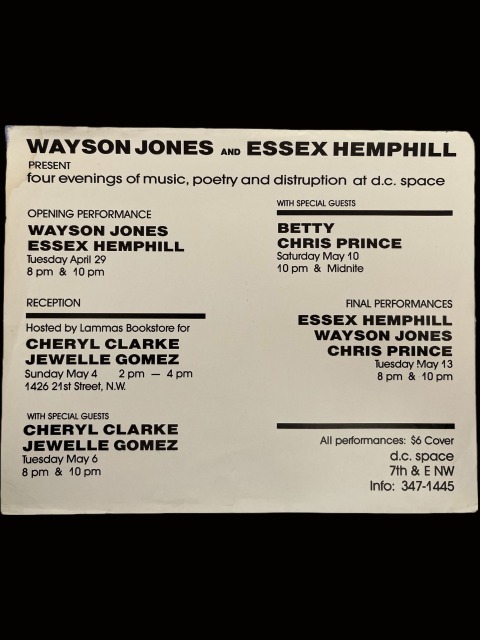 WAYSON JONES AND ESSEX HEMPHILL
PRESENT
four evenings of music, poetry and distruption at d.c. space
OPENING PERFORMANCE
WAYSON JONES
ESSEX HEMPHILL
Tuesday April 29
8 pm & 10 pm
RECEPTION
Hosted by Lammas Bookstore for
CHERYL CLARKE
JEWELLE GOMEZ
Sunday May 4 2 pm — 4 pm
1426 21st Street, N.W.
WITH SPECIAL GUESTS
CHERYL CLARKE
JEWELLE GOMEZ
Tuesday May 6
8 pm & 10 pm
WITH SPECIAL GUESTS
BETTY
CHRIS PRINCE
Saturday May 10
10 pm & Midnite
FINAL PERFORMANCES
ESSEX HEMPHILL
WAYSON JONES
CHRIS PRINCE
Tuesday May 13
8 pm & 10 pm
All performances: $6 Cover
d.c. space
7th & E NW
Info: 347-1445